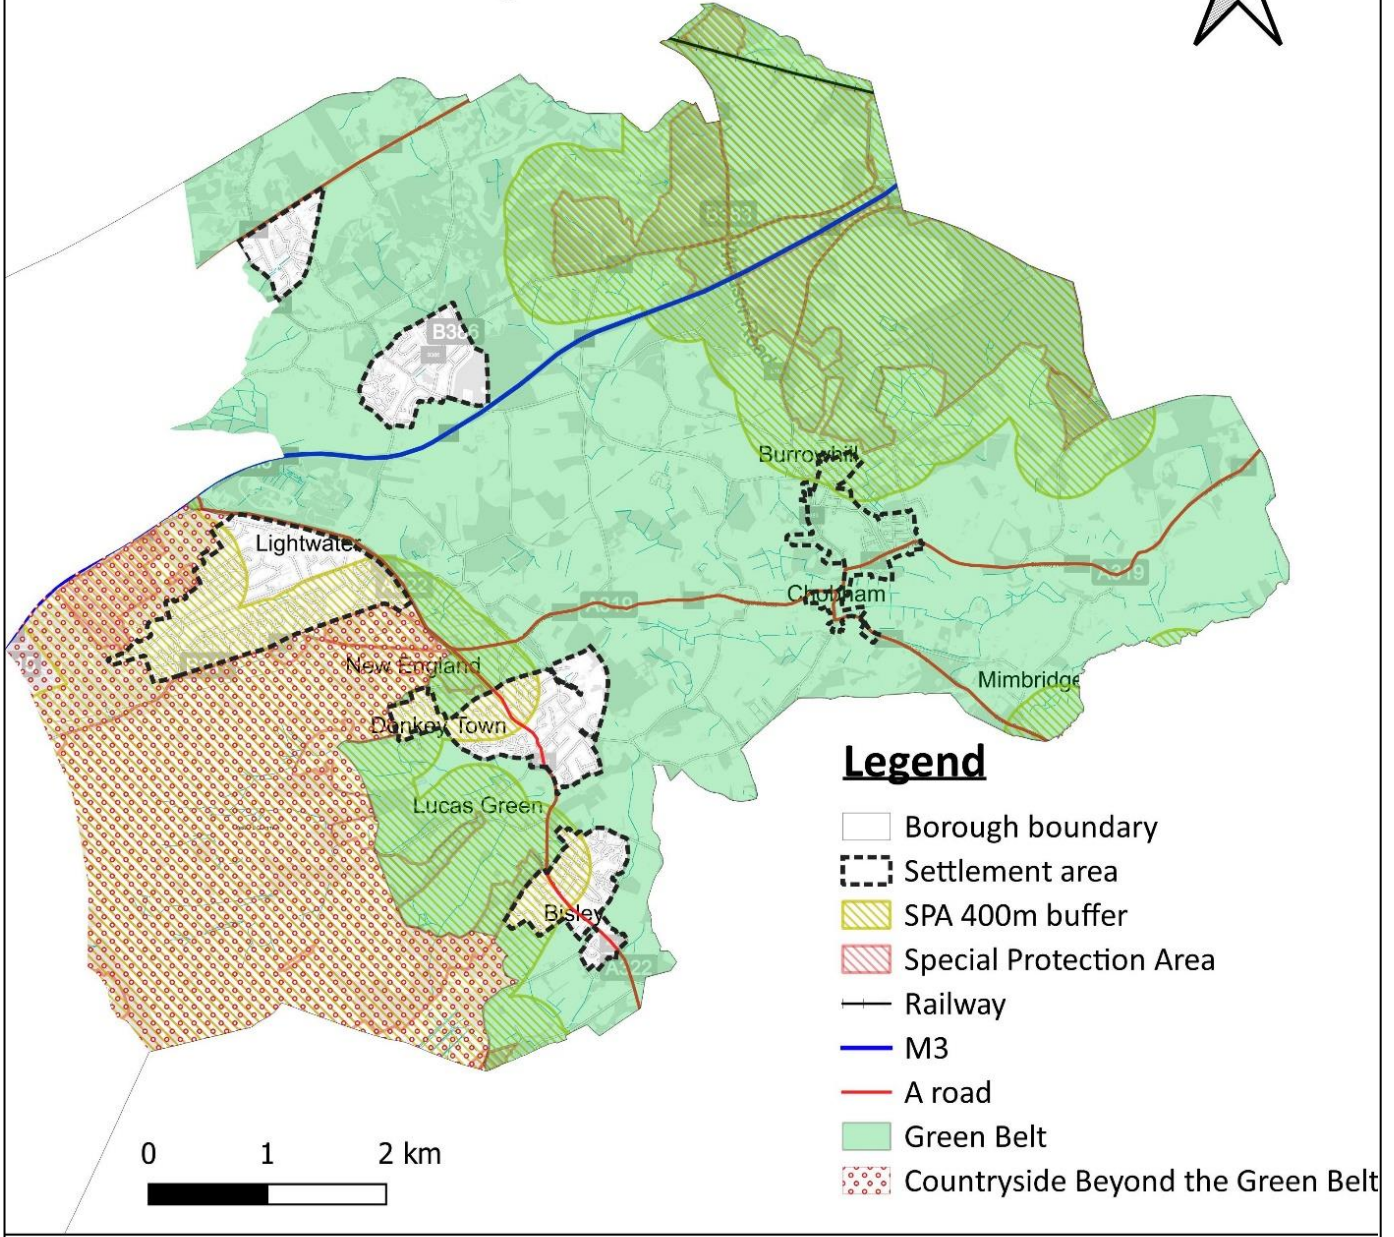 B386
Burrowhill
Lightwater
A319
A319
Chobham
New England
Mimbridge
Donkey Town
Lucas Green
Bisley
A322
Legend
Borough boundary
Settlement area
SPA 400m buffer
Special Protection Area
Railway
M3
A road
Green Belt
Countryside Beyond the Green Belt
0 1 2 km